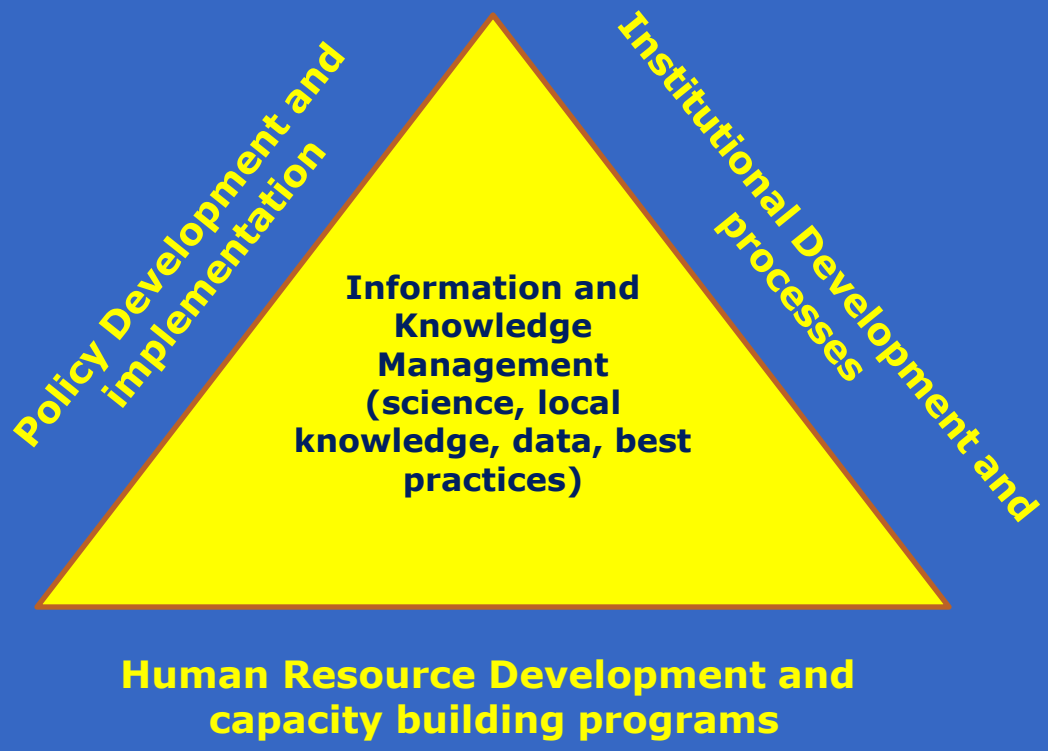 Policy Development and
implementation
Institutional Development and
processes
Information and
Knowledge
Management
(science, local
knowledge, data, best
practices)
Human Resource Development and
capacity building programs